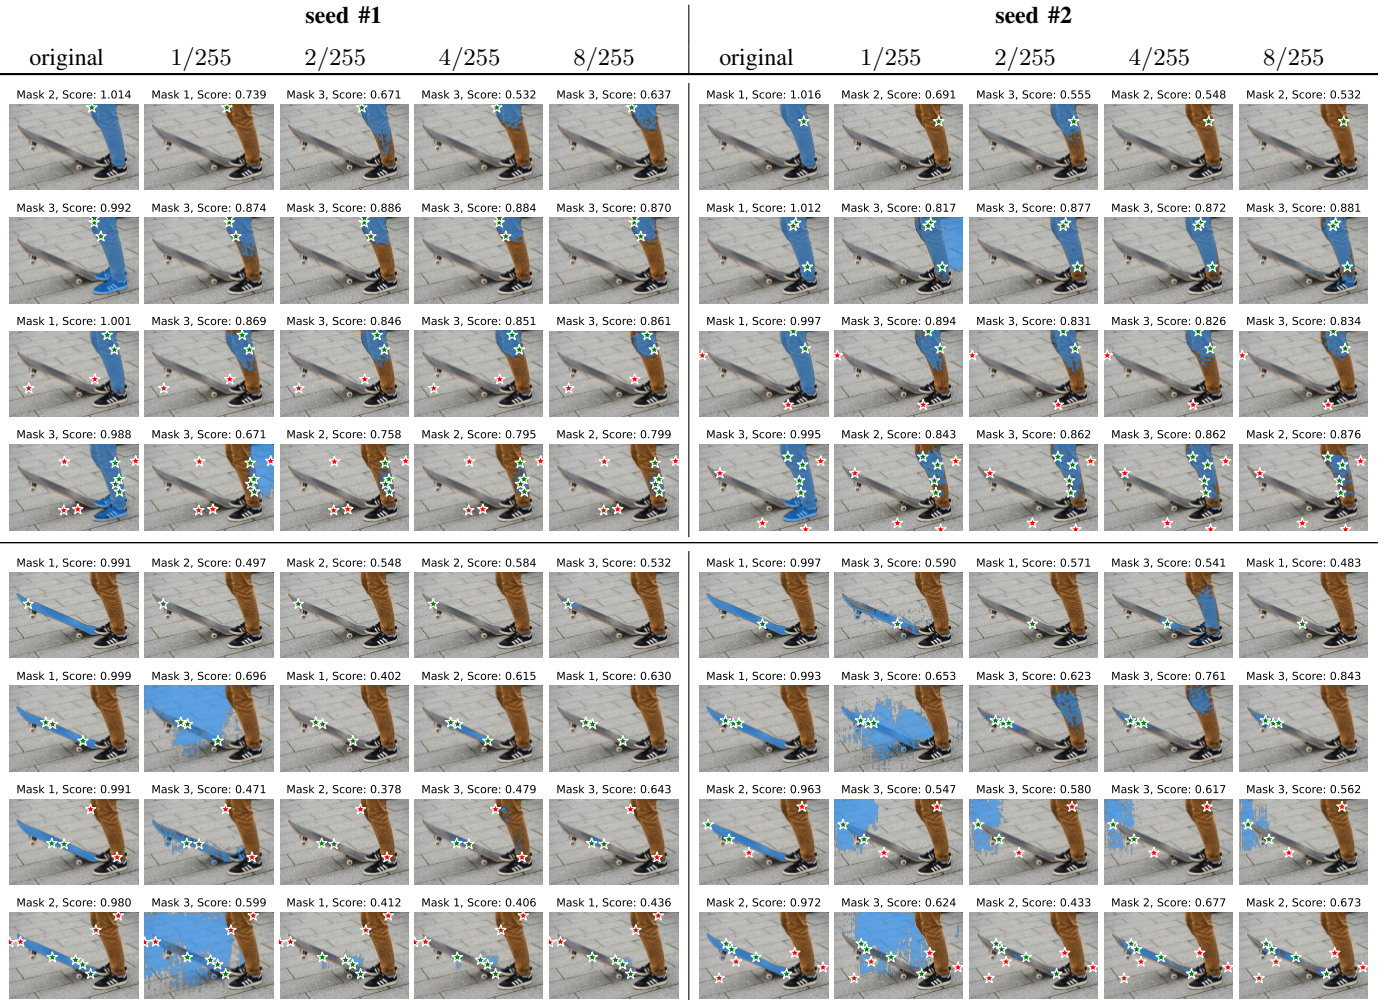 seed #1 seed #2
original 1/255 2/255 4/255 8/255 original 1/255 2/255 4/255 8/255
Mask 2, Score: 1.014 Mask 1, Score: 0.739 Mask 3, Score: 0.671 Mask 3, Score: 0.532 Mask 3, Score: 0.637 Mask 1, Score: 1.016 Mask 2, Score: 0.691 Mask 3, Score: 0.555 Mask 2, Score: 0.548 Mask 2, Score: 0.532
Mask 3, Score: 0.992 Mask 3, Score: 0.874 Mask 3, Score: 0.886 Mask 3, Score: 0.884 Mask 3, Score: 0.870 Mask 1, Score: 1.012 Mask 3, Score: 0.817 Mask 3, Score: 0.877 Mask 3, Score: 0.872 Mask 3, Score: 0.881
Mask 1, Score: 1.001 Mask 3, Score: 0.869 Mask 3, Score: 0.846 Mask 3, Score: 0.851 Mask 3, Score: 0.861 Mask 1, Score: 0.997 Mask 3, Score: 0.894 Mask 3, Score: 0.831 Mask 3, Score: 0.826 Mask 3, Score: 0.834
Mask 3, Score: 0.988 Mask 3, Score: 0.671 Mask 2, Score: 0.758 Mask 2, Score: 0.795 Mask 2, Score: 0.799 Mask 3, Score: 0.995 Mask 2, Score: 0.843 Mask 3, Score: 0.862 Mask 3, Score: 0.862 Mask 2, Score: 0.876
Mask 1, Score: 0.991 Mask 2, Score: 0.497 Mask 2, Score: 0.548 Mask 2, Score: 0.584 Mask 3, Score: 0.532 Mask 1, Score: 0.997 Mask 3, Score: 0.590 Mask 1, Score: 0.571 Mask 3, Score: 0.541 Mask 1, Score: 0.483
Mask 1, Score: 0.999 Mask 3, Score: 0.696 Mask 1, Score: 0.402 Mask 2, Score: 0.615 Mask 1, Score: 0.630 Mask 1, Score: 0.993 Mask 3, Score: 0.653 Mask 3, Score: 0.623 Mask 3, Score: 0.761 Mask 3, Score: 0.843
Mask 1, Score: 0.991 Mask 3, Score: 0.471 Mask 2, Score: 0.378 Mask 3, Score: 0.479 Mask 3, Score: 0.643 Mask 2, Score: 0.963 Mask 3, Score: 0.547 Mask 3, Score: 0.580 Mask 3, Score: 0.617 Mask 3, Score: 0.562
Mask 2, Score: 0.980 Mask 3, Score: 0.599 Mask 1, Score: 0.412 Mask 1, Score: 0.406 Mask 1, Score: 0.436 Mask 2, Score: 0.972 Mask 3, Score: 0.624 Mask 2, Score: 0.433 Mask 2, Score: 0.677 Mask 2, Score: 0.673